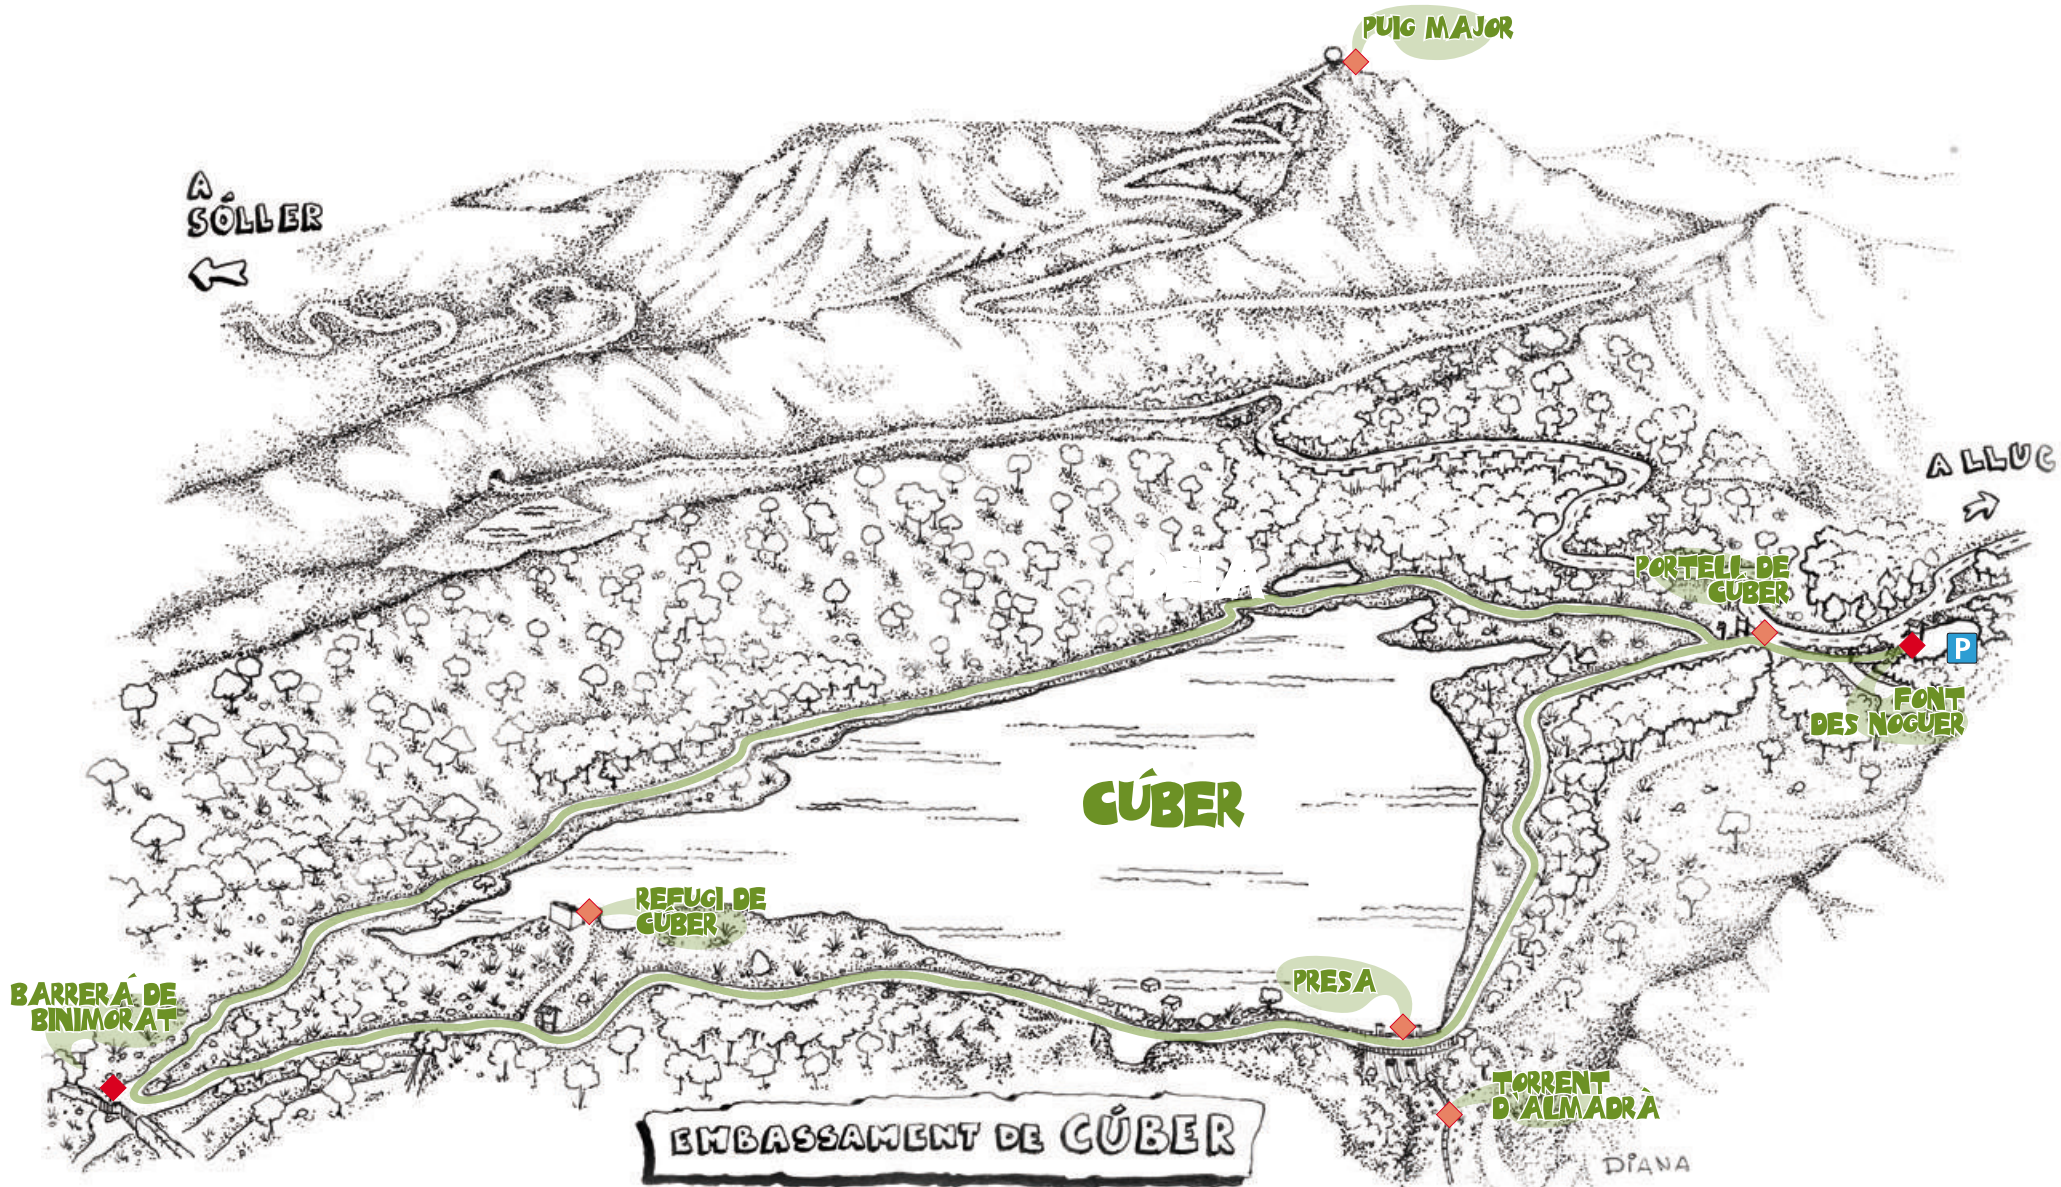 PUIG MAJOR
A
SÓLLER
A LLUC
DEIÀ
PORTELL DE
CÚBER
P
FONT
DES NOGUER
CÚBER
REFUGI DE
CÚBER
BARRERA DE
BINIMORAT
PRESA
TORRENT
D'ALMADRÀ
EMBASSAMENT DE CÚBER
DIANA